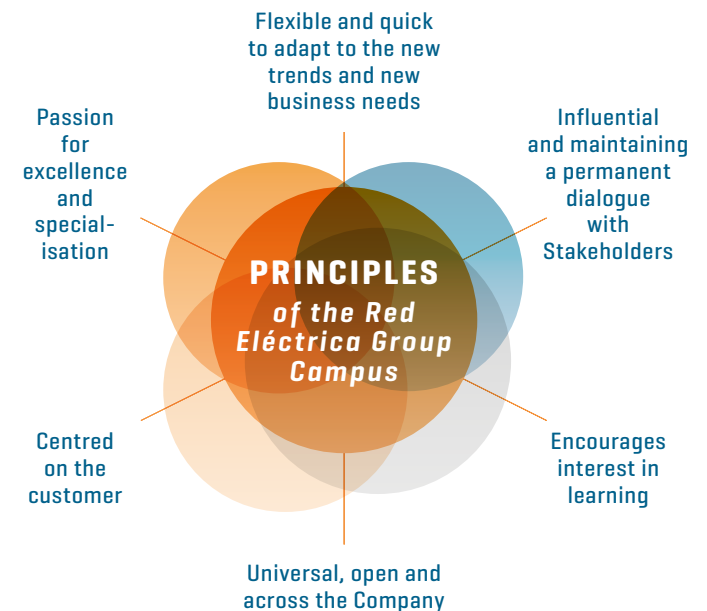 Flexible and quick
to adapt to the new
trends and new
business needs
Passion
for
excellence
and
special-
isation
Influential
and maintaining
a permanent
dialogue
with
Stakeholders
PRINCIPLES
of the Red
Eléctrica Group
Campus
Centred
on the
customer
Encourages
interest in
learning
Universal, open and
across the Company